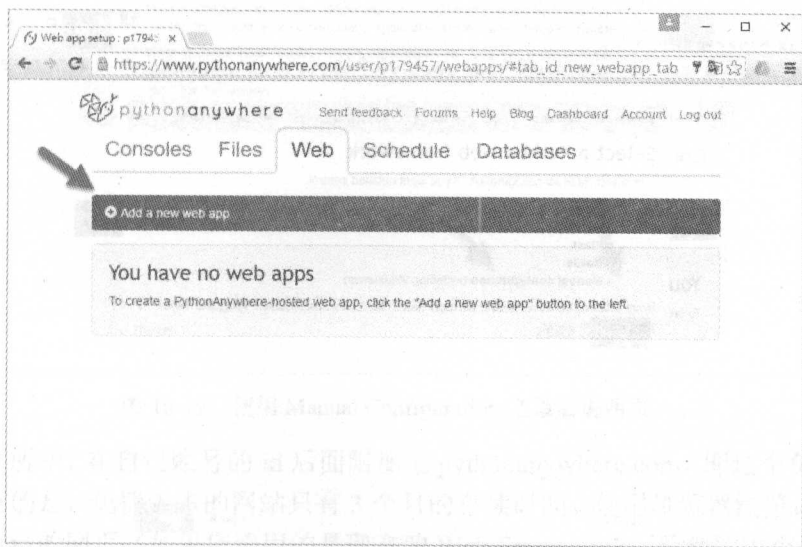 Web app setup : p1794
https://www.pythonanywhere.com/user/p179457/webapps/#tab_id_new_webapp_tab
pythonanywhere
Send feedback Forums Help Blog Dashboard Account Log out
Consoles Files Web Schedule Databases
Add a new web app
You have no web apps
To create a PythonAnywhere-hosted web app, click the "Add a new web app" button to the left.